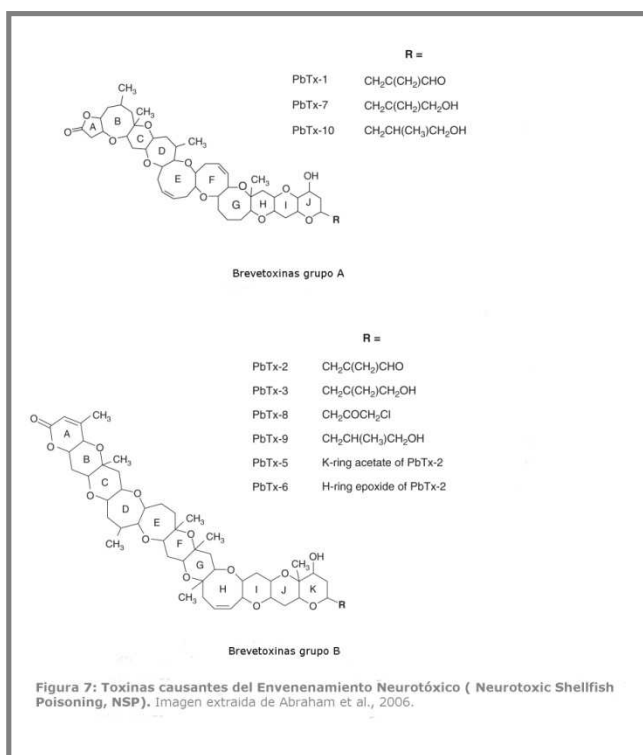 R =
PbTx-1 CH₂C(CH₂)CHO
PbTx-7 CH₂C(CH₂)CH₂OH
PbTx-10 CH₂CH(CH₃)CH₂OH
CH₃
B
O
CH₃
O
O
A
C
D
CH₃
O
O
O
E
F
O
O
CH₃
O
OH
G
H
I
J
O
O
R
Brevetoxinas grupo A
R =
PbTx-2 CH₂C(CH₂)CHO
PbTx-3 CH₂C(CH₂)CH₂OH
PbTx-8 CH₂COCH₂Cl
PbTx-9 CH₂CH(CH₃)CH₂OH
PbTx-5 K-ring acetate of PbTx-2
PbTx-6 H-ring epoxide of PbTx-2
O
A
CH₃
O
O
B
CH₃
C
O
O
D
E
CH₃
CH₃
O
F
O
CH₃
G
O
O
CH₃
H
O
CH₃
OH
I
J
K
O
O
R
Brevetoxinas grupo B
Figura 7: Toxinas causantes del Envenenamiento Neurotóxico ( Neurotoxic Shellfish
Poisoning, NSP). Imagen extraida de Abraham et al., 2006.